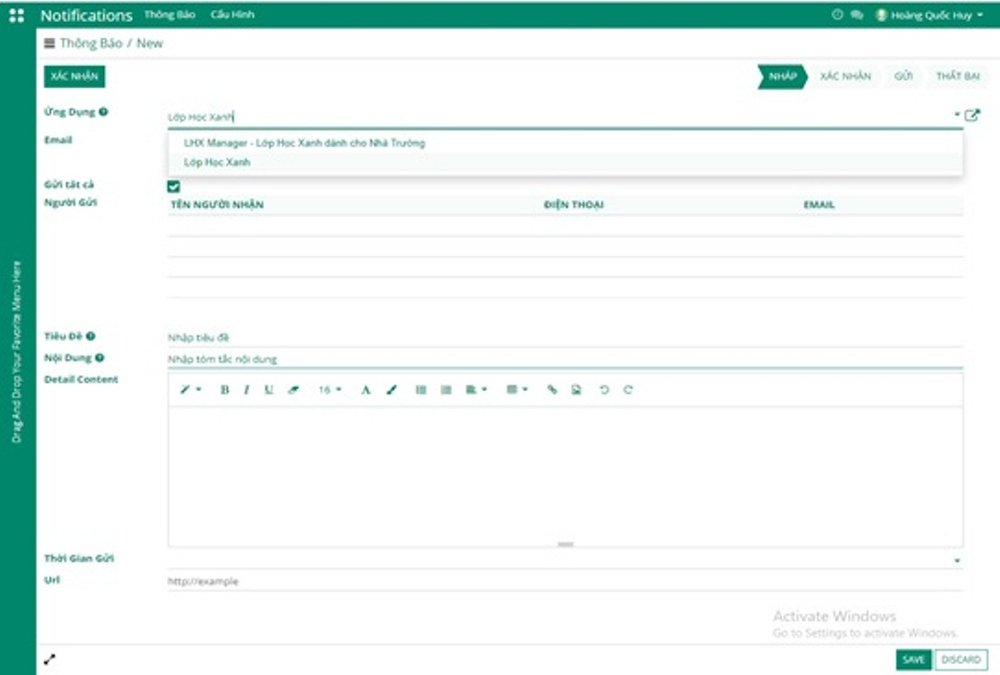 Notifications Thông Báo Cấu Hình Hoàng Quốc Huy
Thông Báo / New
XÁC NHẬN NHÁP XÁC NHẬN GỬI THẤT BẠI
Ứng Dụng Lớp Học Xanh
Email
LHX Manager - Lớp Học Xanh dành cho Nhà Trường
Lớp Học Xanh
Gửi tất cả
Người Gửi TÊN NGƯỜI NHẬN ĐIỆN THOẠI EMAIL
Drag And Drop Your Favorite Menu Here
Tiêu Đề Nhập tiêu đề
Nội Dung Nhập tóm tắc nội dung
Detail Content
B I U 16 A
Thời Gian Gửi
Url http://example
Activate Windows
Go to Settings to activate Windows.
SAVE DISCARD